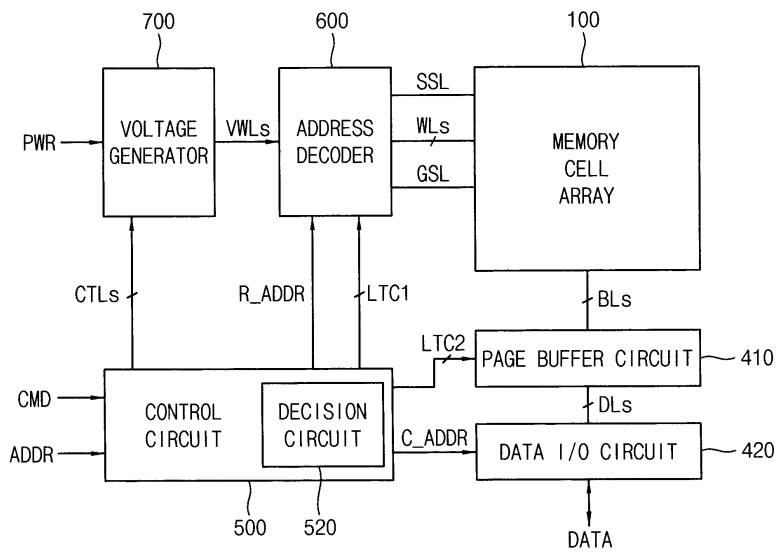 700
600
100
PWR
VOLTAGE
GENERATOR
VWLs
ADDRESS
DECODER
SSL
WLs
GSL
MEMORY
CELL
ARRAY
CTLs
R_ADDR
LTC1
BLs
LTC2
PAGE BUFFER CIRCUIT
410
CMD
ADDR
CONTROL
CIRCUIT
DECISION
CIRCUIT
C_ADDR
DLs
DATA I/O CIRCUIT
420
500
520
DATA